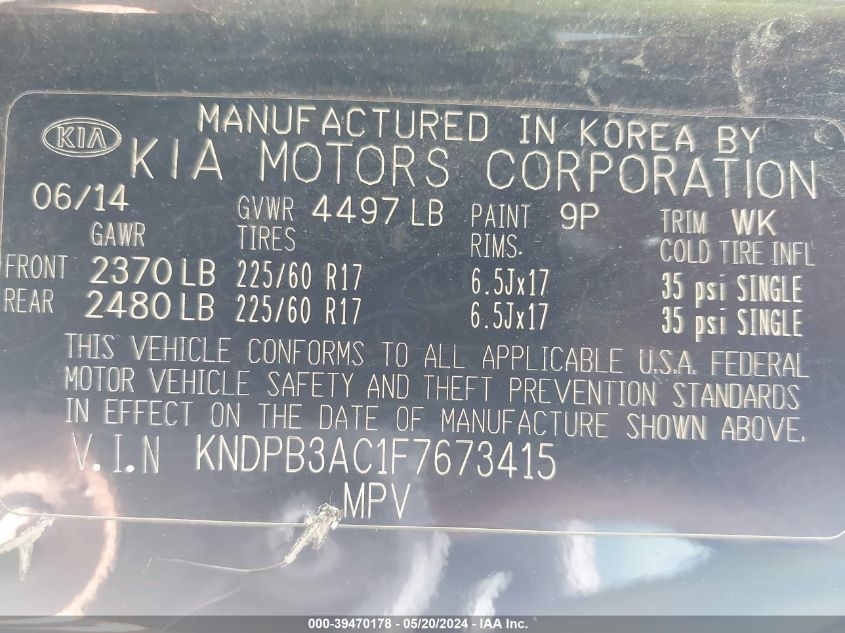 KIA
MANUFACTURED IN KOREA BY
KIA MOTORS CORPORATION
06/14 GVWR 4497 LB PAINT 9P TRIM WK
GAWR TIRES RIMS. COLD TIRE INFL
FRONT 2370 LB 225/60 R17 6.5Jx17 35 psi SINGLE
REAR 2480 LB 225/60 R17 6.5Jx17 35 psi SINGLE
THIS VEHICLE CONFORMS TO ALL APPLICABLE U.S.A. FEDERAL
MOTOR VEHICLE SAFETY AND THEFT PREVENTION STANDARDS
IN EFFECT ON THE DATE OF MANUFACTURE SHOWN ABOVE.
V.I.N KNDPB3AC1F7673415
MPV
000-39470178 - 05/20/2024 - IAA Inc.